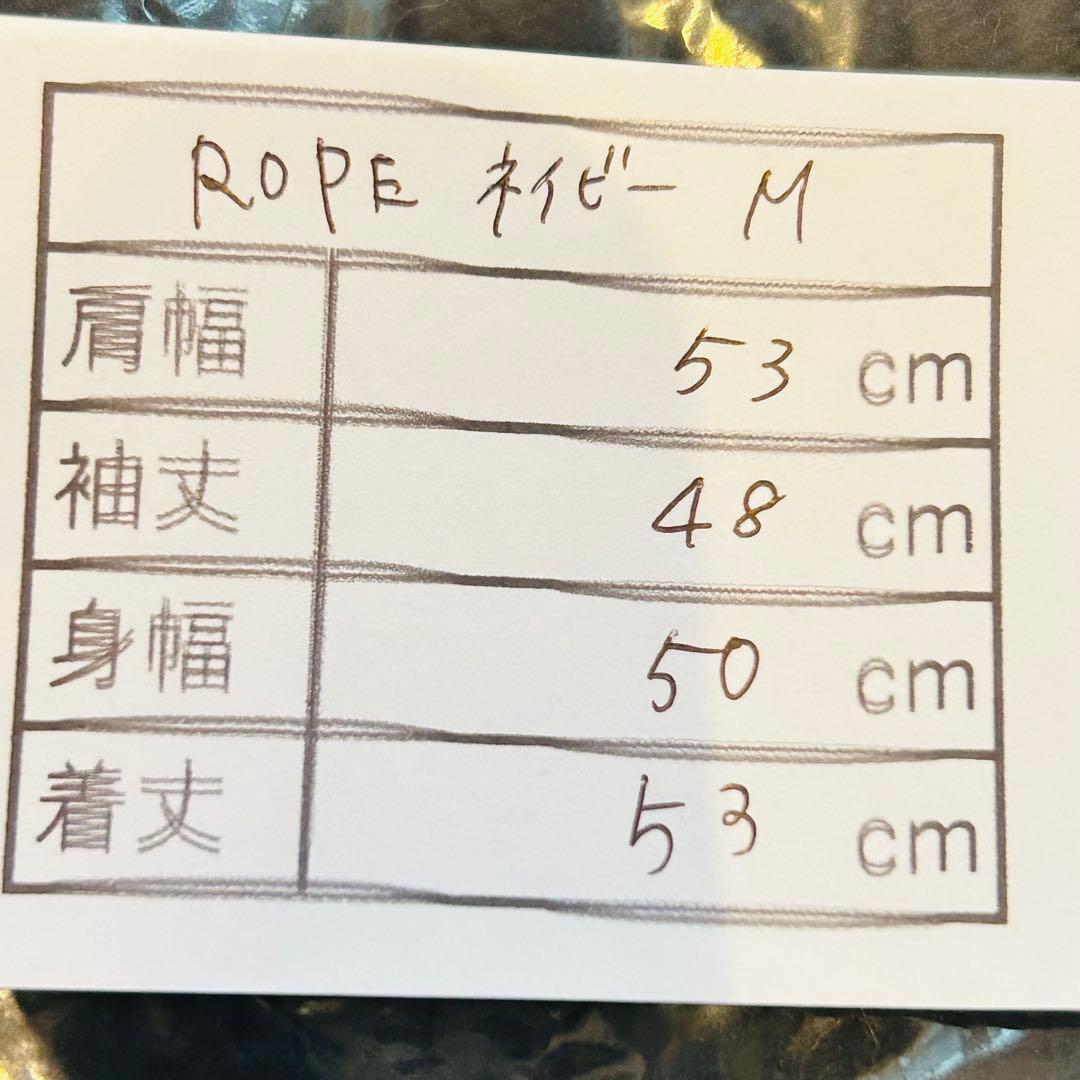 ROPE ネイビー M
肩幅 53 cm
袖丈 48 cm
身幅 50 cm
着丈 53 cm